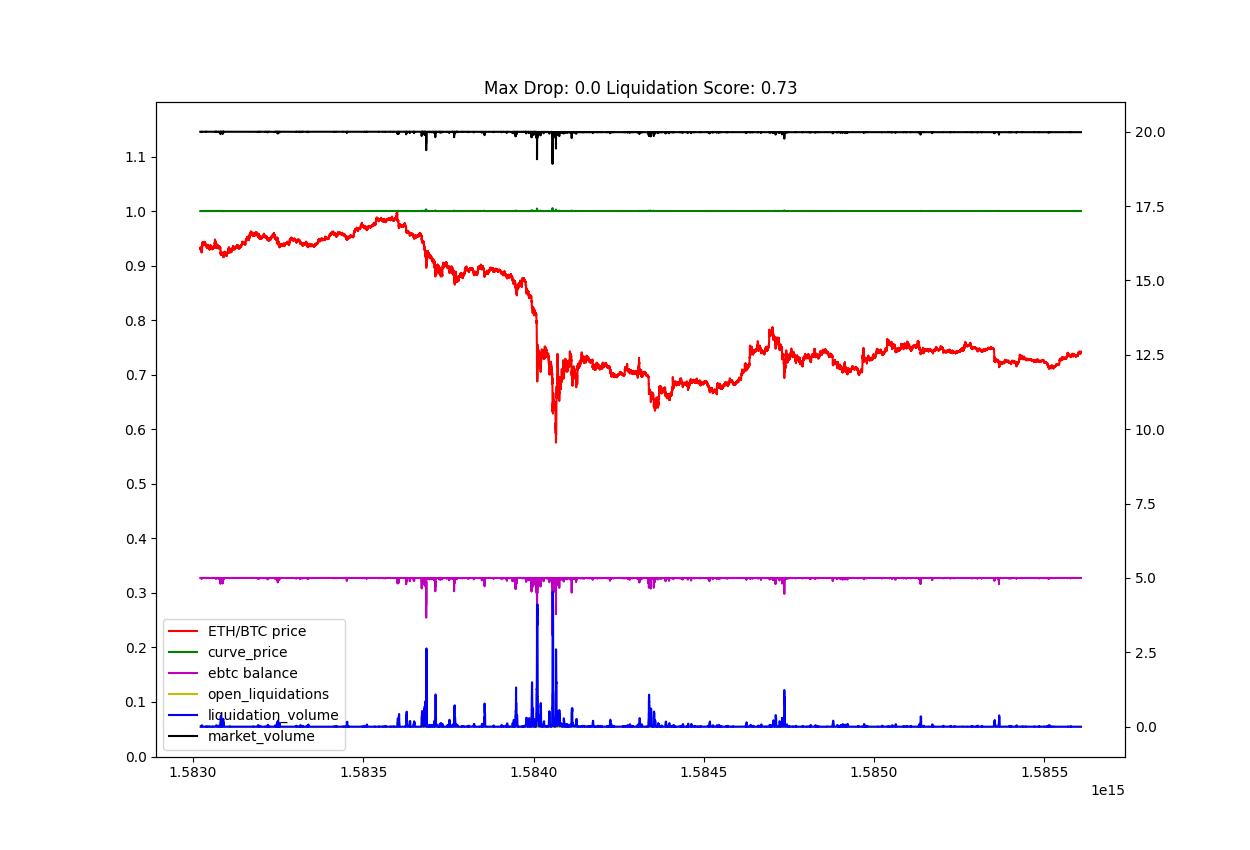 Max Drop: 0.0 Liquidation Score: 0.73
1.1
1.0
0.9
0.8
0.7
0.6
0.5
0.4
0.3
0.2
0.1
0.0
20.0
17.5
15.0
12.5
10.0
7.5
5.0
2.5
0.0
ETH/BTC price
curve_price
ebtc balance
open_liquidations
liquidation_volume
market_volume
1.5830 1.5835 1.5840 1.5845 1.5850 1.5855
1e15